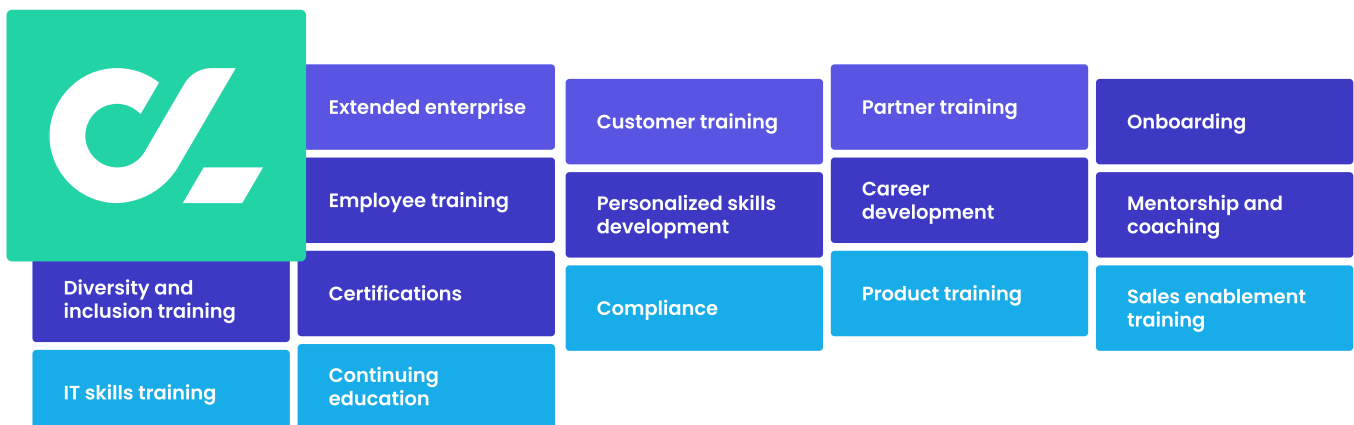 Extended enterprise
Customer training
Partner training
Onboarding
Employee training
Personalized skills
development
Career
development
Mentorship and
coaching
Diversity and
inclusion training
Certifications
Compliance
Product training
Sales enablement
training
IT skills training
Continuing
education